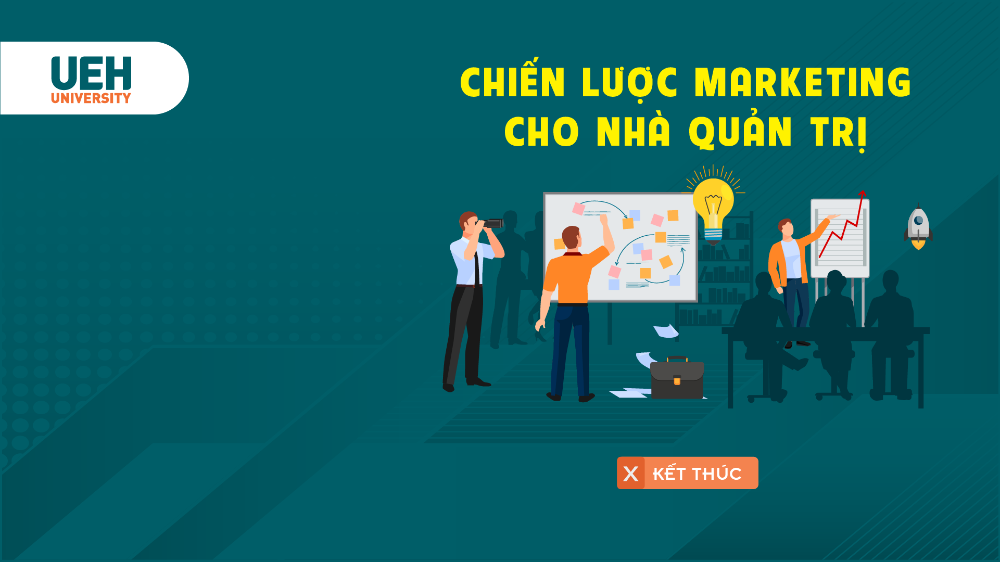 UEH
UNIVERSITY
CHIẾN LƯỢC MARKETING
CHO NHÀ QUẢN TRỊ
X KẾT THÚC